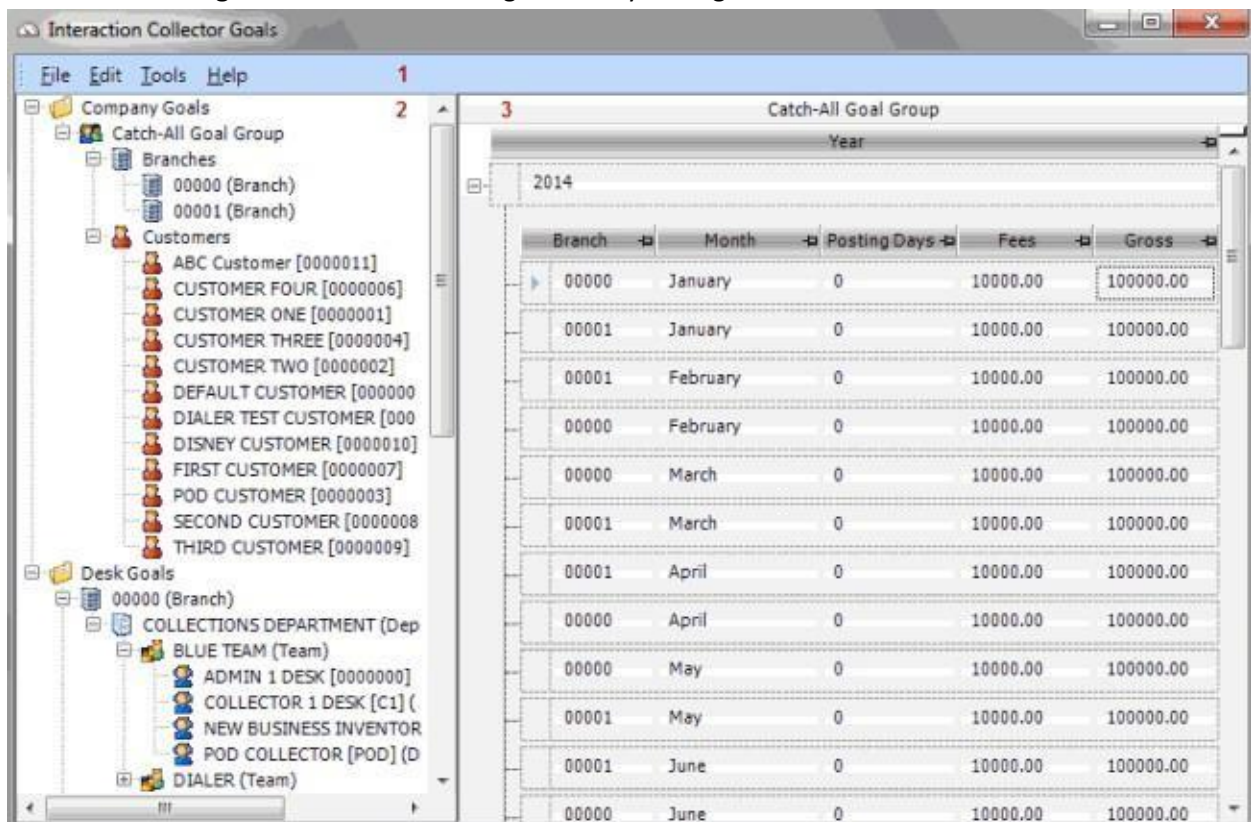 Interaction Collector Goals
File Edit Tools Help 1
Company Goals 2
Catch-All Goal Group
Branches
00000 (Branch)
00001 (Branch)
Customers
ABC Customer [0000011]
CUSTOMER FOUR [0000006]
CUSTOMER ONE [0000001]
CUSTOMER THREE [0000004]
CUSTOMER TWO [0000002]
DEFAULT CUSTOMER [000000
DIALER TEST CUSTOMER [000
DISNEY CUSTOMER [0000010]
FIRST CUSTOMER [0000007]
POD CUSTOMER [0000003]
SECOND CUSTOMER [0000008
THIRD CUSTOMER [0000009]
Desk Goals
00000 (Branch)
COLLECTIONS DEPARTMENT (Dep
BLUE TEAM (Team)
ADMIN 1 DESK [0000000]
COLLECTOR 1 DESK [C1] (
NEW BUSINESS INVENTOR
POD COLLECTOR [POD] (D
DIALER (Team)
3 Catch-All Goal Group
Year
2014
Branch Month Posting Days Fees Gross
00000 January 0 10000.00 100000.00
00001 January 0 10000.00 100000.00
00001 February 0 10000.00 100000.00
00000 February 0 10000.00 100000.00
00000 March 0 10000.00 100000.00
00001 March 0 10000.00 100000.00
00001 April 0 10000.00 100000.00
00000 April 0 10000.00 100000.00
00000 May 0 10000.00 100000.00
00001 May 0 10000.00 100000.00
00001 June 0 10000.00 100000.00
00000 June 0 10000.00 100000.00